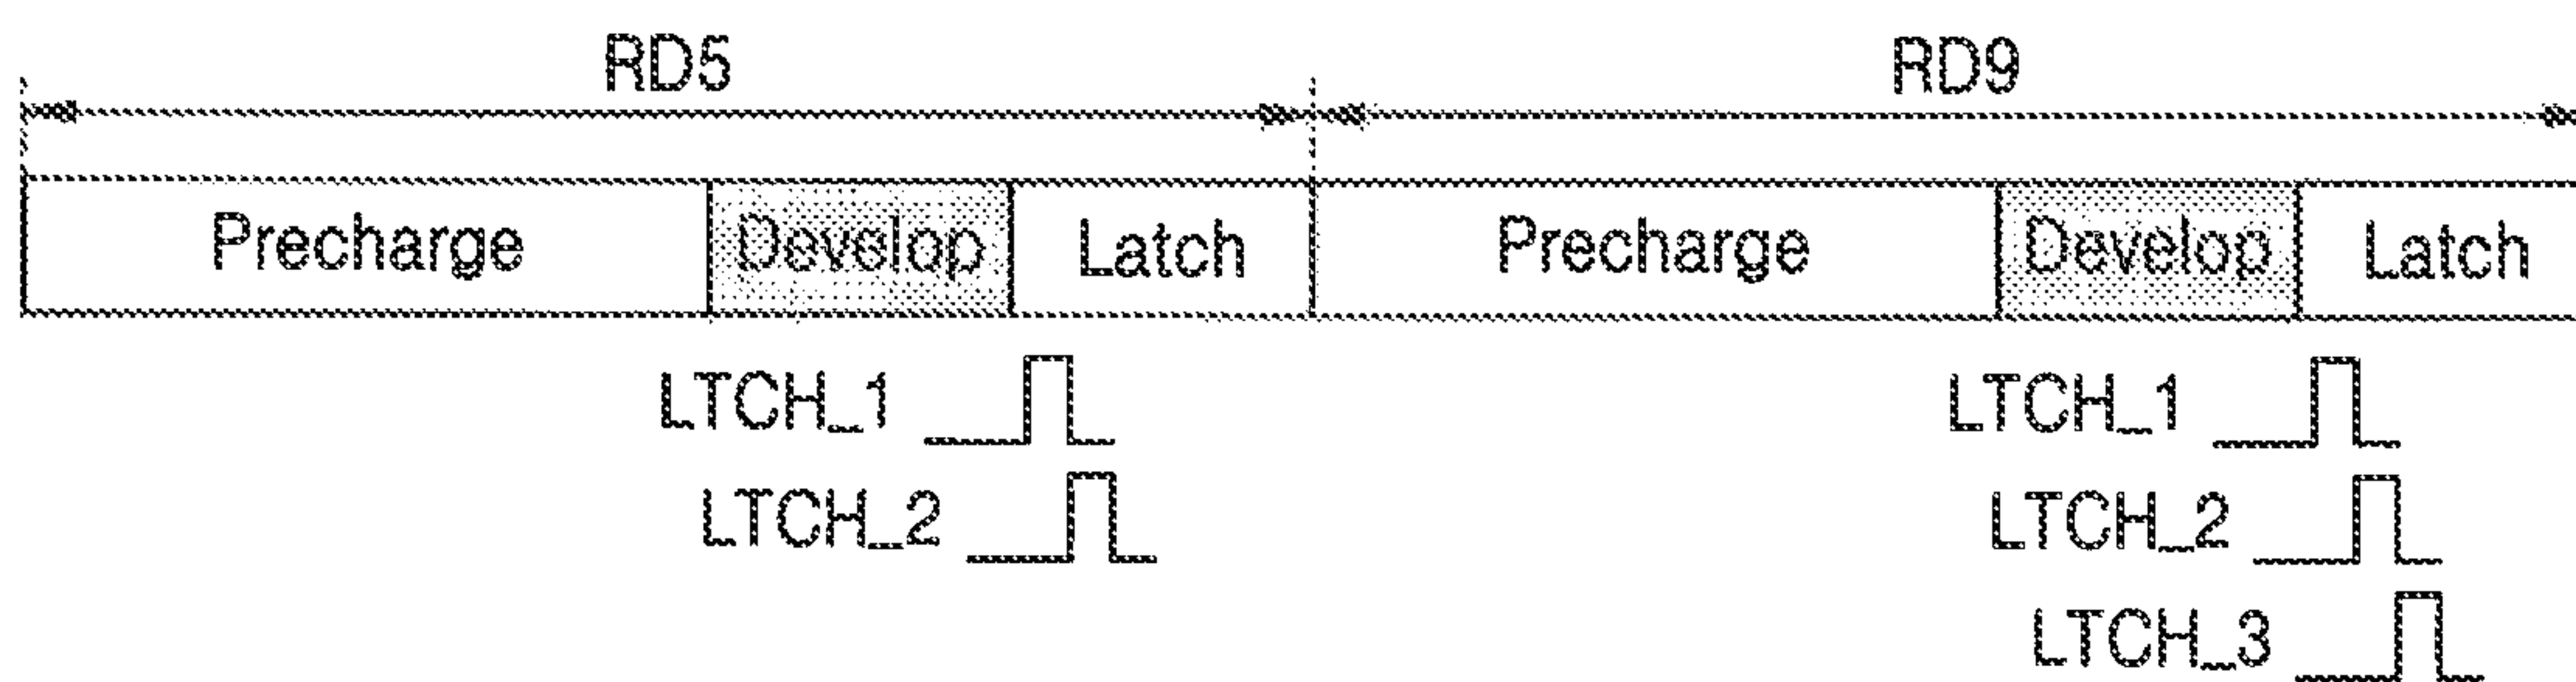 RD5 RD9
Precharge Develop Latch Precharge Develop Latch
LTCH_1 LTCH_1
LTCH_2 LTCH_2
LTCH_3